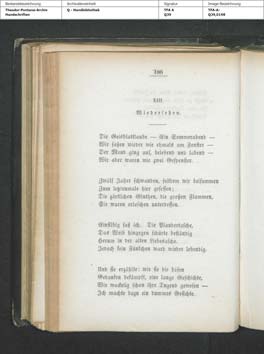 Bestandsbezeichnung
Theodor-Fontane-Archiv
Handschriften
Archivalieneinheit
Q - Handbibliothek
Signatur
TFA A
Q39
Image-Bezeichnung
TFA-A-
Q39,0198
186
XIII.
Wiedersehen.
Die Geisblattlaube — Ein Sommerabend —
Wir saßen wieder wie ehmals am Fenster —
Der Mond ging auf, belebend und labend —
Wir aber waren wie zwei Gespenster.
Zwölf Jahre schwanden, seitdem wir beisammen
Zum letztenmale hier gesessen;
Die zärtlichen Gluthen, die großen Flammen,
Sie waren erloschen unterdessen.
Einsilbig saß ich. Die Plaudertasche,
Das Weib hingegen schürte beständig
Herum in der alten Liebesasche.
Jedoch kein Fünkchen ward wieder lebendig.
Und sie erzählte: wie sie die bösen
Gedanken bekämpft, eine lange Geschichte,
Wie wackelig schon ihre Tugend gewesen —
Ich machte dazu ein dummes Gesichte.